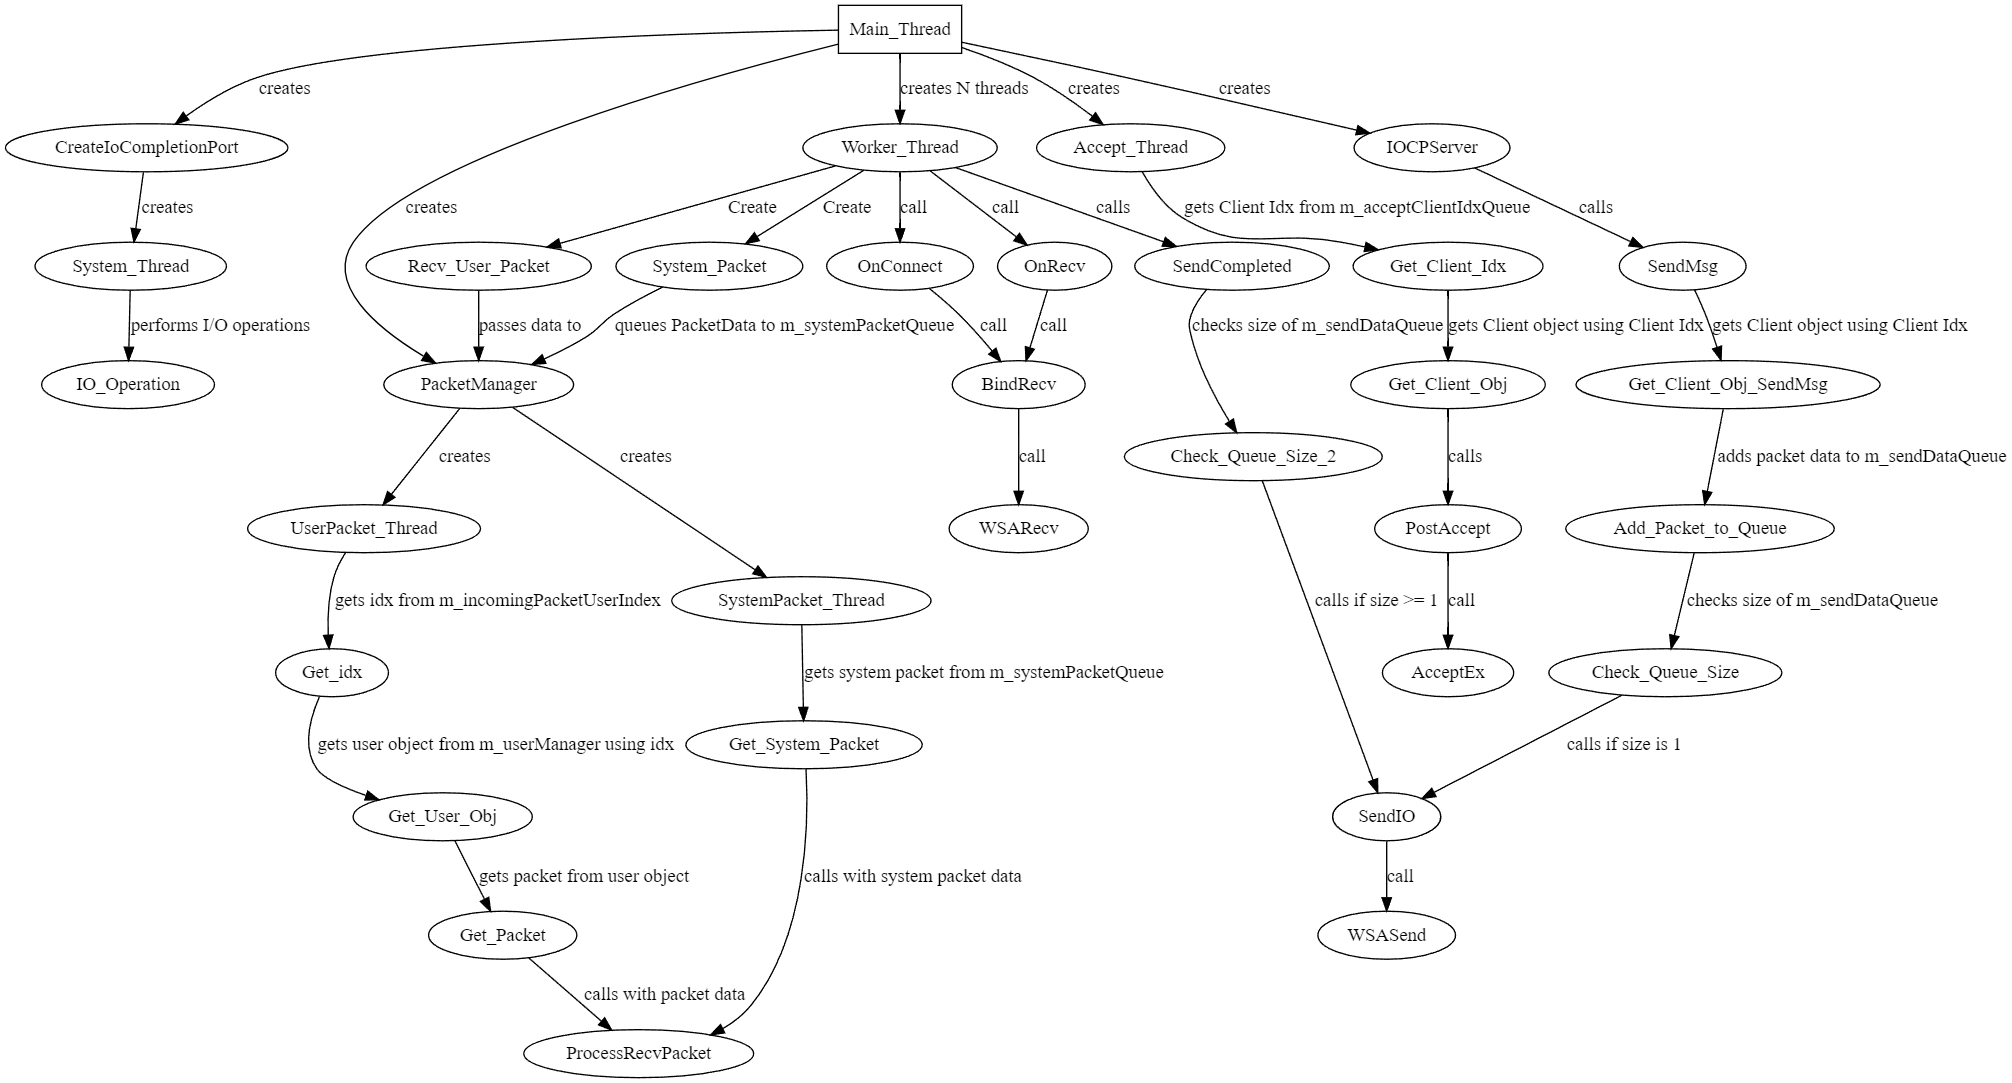 Main_Thread
creates
creates N threads
creates
creates
CreateIoCompletionPort
Worker_Thread
Accept_Thread
IOCPServer
creates
creates
Create
Create
call
call
calls
gets Client Idx from m_acceptClientIdxQueue
calls
System_Thread
Recv_User_Packet
System_Packet
OnConnect
OnRecv
SendCompleted
Get_Client_Idx
SendMsg
performs I/O operations
passes data to
queues PacketData to m_systemPacketQueue
call
call
checks size of m_sendDataQueue
gets Client object using Client Idx
gets Client object using Client Idx
IO_Operation
PacketManager
BindRecv
Get_Client_Obj
Get_Client_Obj_SendMsg
creates
creates
call
Check_Queue_Size_2
calls
adds packet data to m_sendDataQueue
UserPacket_Thread
WSARecv
PostAccept
Add_Packet_to_Queue
gets idx from m_incomingPacketUserIndex
SystemPacket_Thread
calls if size >= 1
call
checks size of m_sendDataQueue
Get_idx
gets system packet from m_systemPacketQueue
AcceptEx
Check_Queue_Size
gets user object from m_userManager using idx
Get_System_Packet
calls if size is 1
Get_User_Obj
SendIO
gets packet from user object
calls with system packet data
call
Get_Packet
WSASend
calls with packet data
ProcessRecvPacket